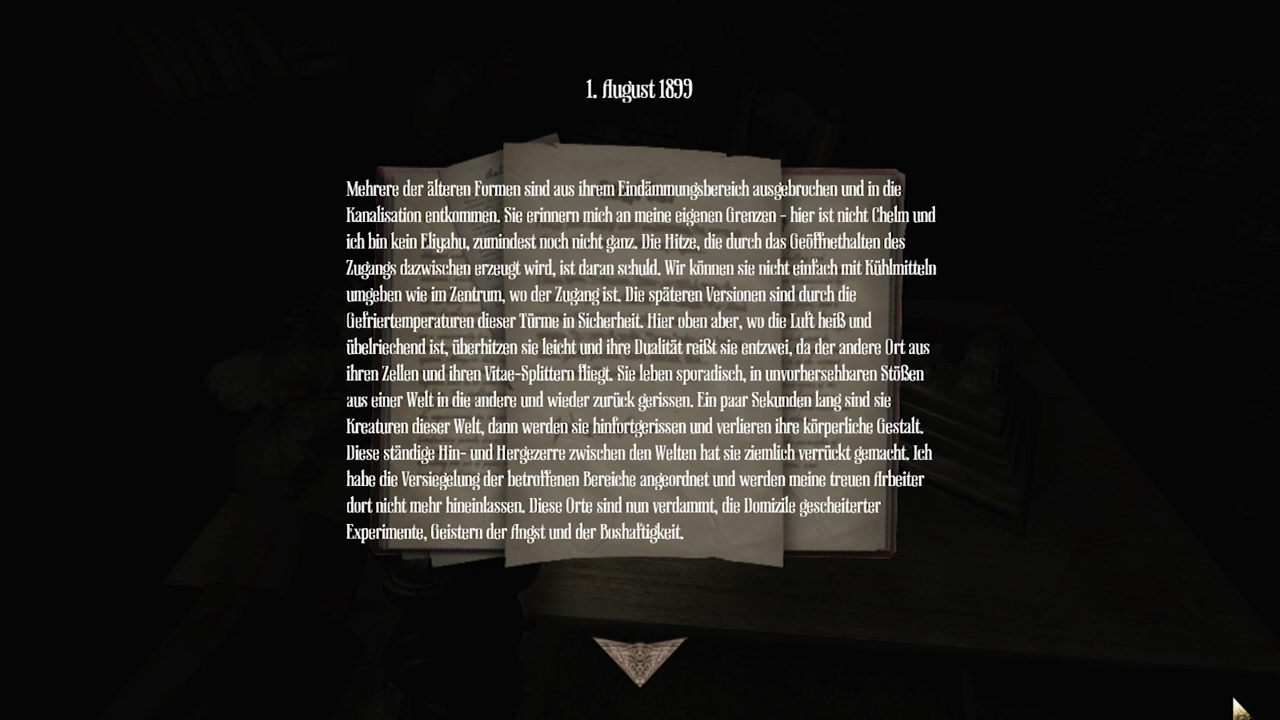 1. August 1899
Mehrere der älteren Formen sind aus ihrem Eindämmungsbereich ausgebrochen und in die
Kanalisation entkommen. Sie erinnern mich an meine eigenen Grenzen - hier ist nicht Chelm und
ich bin kein Eliyahu, zumindest noch nicht ganz. Die Hitze, die durch das Geöffnethalten des
Zugangs dazwischen erzeugt wird, ist daran schuld. Wir können sie nicht einfach mit Kühlmitteln
umgeben wie im Zentrum, wo der Zugang ist. Die späteren Versionen sind durch die
Gefriertemperaturen dieser Türme in Sicherheit. Hier oben aber, wo die Luft heiß und
übelriechend ist, überhitzen sie leicht und ihre Dualität reißt sie entzwei, da der andere Ort aus
ihren Zellen und ihren Vitae-Splittern fliegt. Sie leben sporadisch, in unvorhersehbaren Stößen
aus einer Welt in die andere und wieder zurück gerissen. Ein paar Sekunden lang sind sie
Kreaturen dieser Welt, dann werden sie hinfortgerissen und verlieren ihre körperliche Gestalt.
Diese ständige Hin- und Hergezerre zwischen den Welten hat sie ziemlich verrückt gemacht. Ich
habe die Versiegelung der betroffenen Bereiche angeordnet und werden meine treuen Arbeiter
dort nicht mehr hineinlassen. Diese Orte sind nun verdammt, die Domizile gescheiterter
Experimente, Geistern der Angst und der Boshaftigkeit.